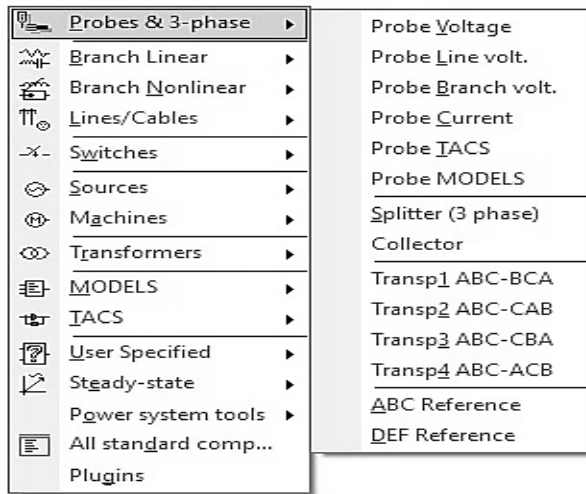 Probes & 3-phase
Branch Linear
Branch Nonlinear
Lines/Cables
Switches
Sources
Machines
Transformers
MODELS
TACS
User Specified
Steady-state
Power system tools
All standard comp...
Plugins
Probe Voltage
Probe Line volt.
Probe Branch volt.
Probe Current
Probe TACS
Probe MODELS
Splitter (3 phase)
Collector
Transp1 ABC-BCA
Transp2 ABC-CAB
Transp3 ABC-CBA
Transp4 ABC-ACB
ABC Reference
DEF Reference